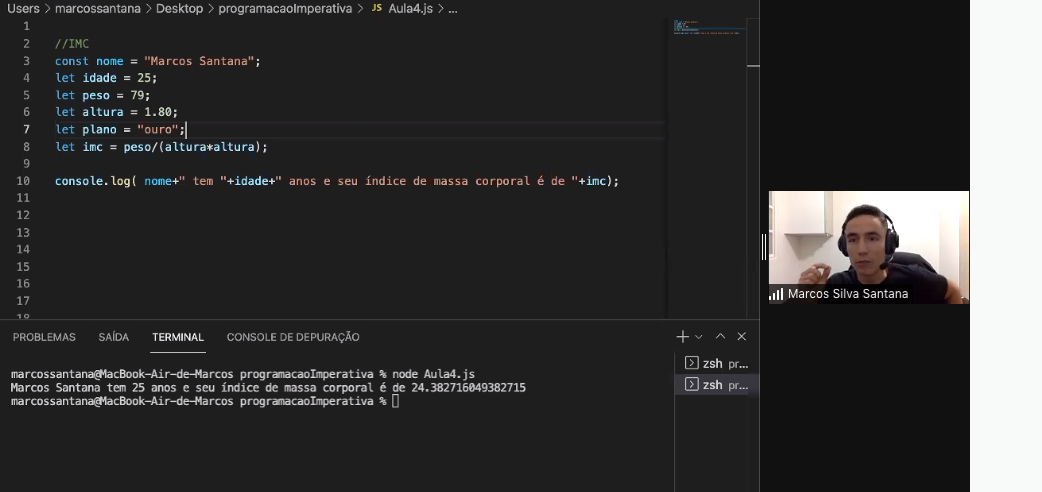 Users > marcossantana > Desktop > programacaoImperativa > JS Aula4.js > ...
1
2 //IMC
3 const nome = "Marcos Santana";
4 let idade = 25;
5 let peso = 79;
6 let altura = 1.80;
7 let plano = "ouro";
8 let imc = peso/(altura*altura);
9
10 console.log( nome+" tem "+idade+" anos e seu índice de massa corporal é de "+imc);
11
12
13
14
15
16
17
18
Marcos Silva Santana
PROBLEMAS SAÍDA TERMINAL CONSOLE DE DEPURAÇÃO
marcossantana@MacBook-Air-de-Marcos programacaoImperativa % node Aula4.js
Marcos Santana tem 25 anos e seu índice de massa corporal é de 24.382716049382715
marcossantana@MacBook-Air-de-Marcos programacaoImperativa %
zsh pr...
zsh pr...